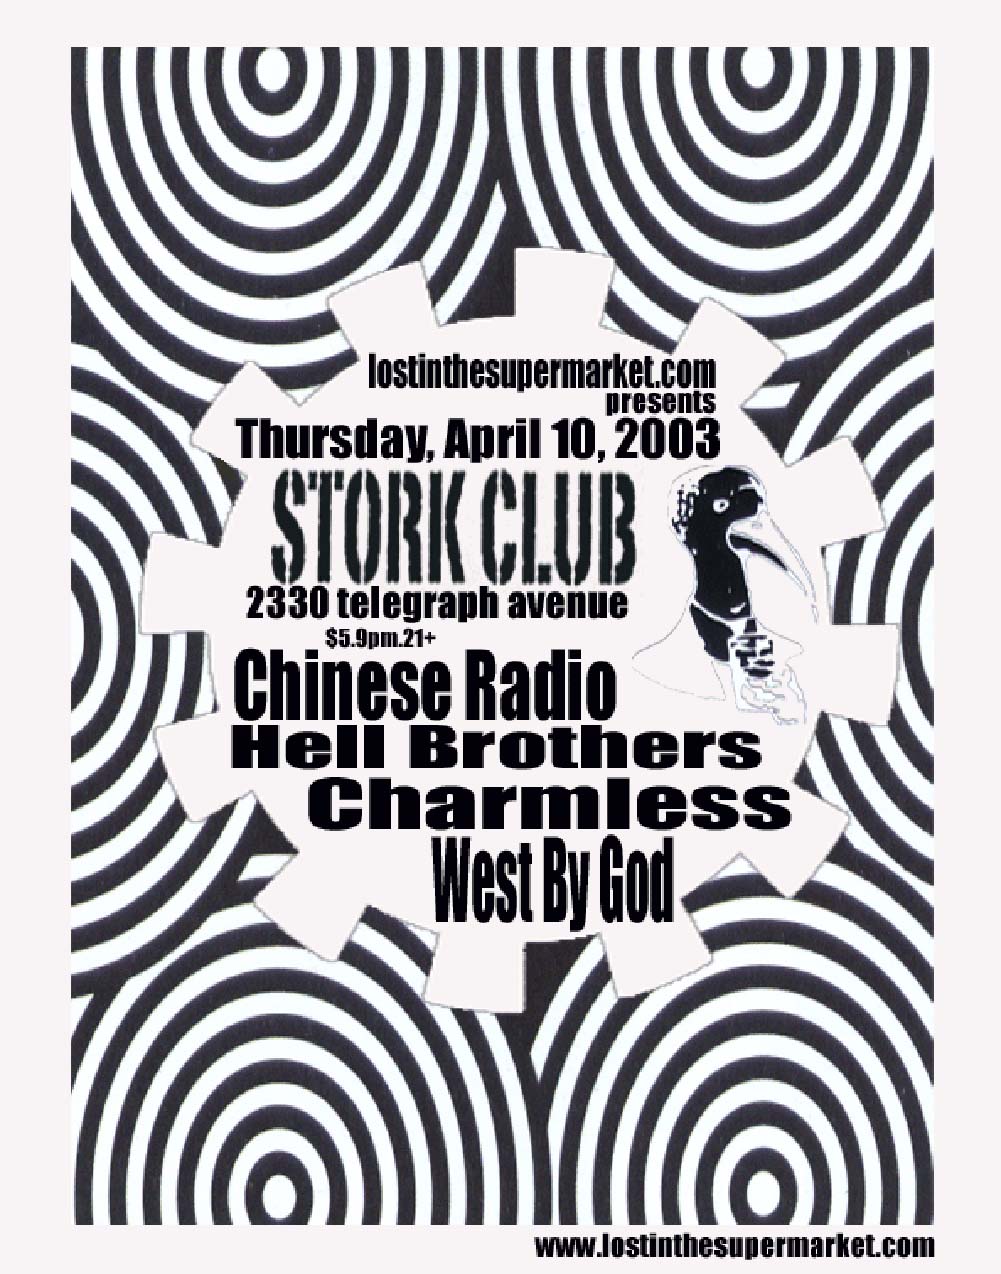 lostinthesupermarket.com
presents
Thursday, April 10, 2003
STORK CLUB
2330 telegraph avenue
$5.9pm.21+
Chinese Radio
Hell Brothers
Charmless
West By God
www.lostinthesupermarket.com